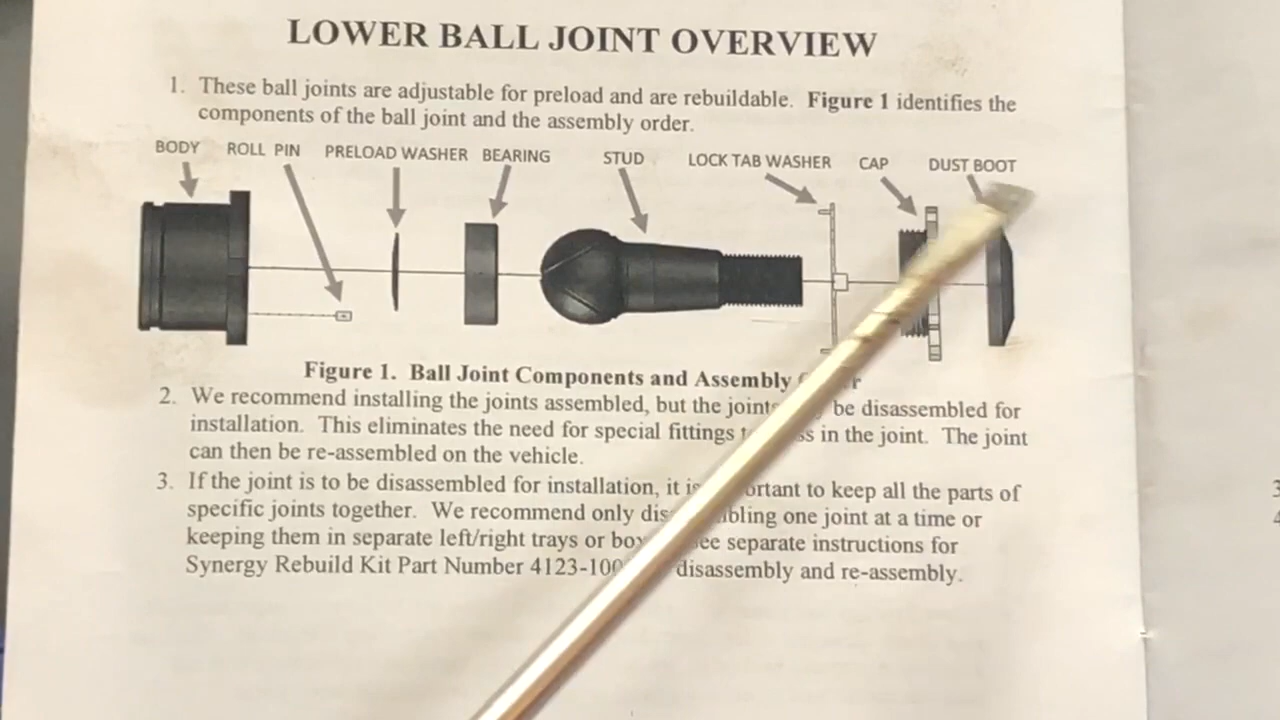 LOWER BALL JOINT OVERVIEW
1. These ball joints are adjustable for preload and are rebuildable. Figure 1 identifies the
components of the ball joint and the assembly order.
BODY ROLL PIN PRELOAD WASHER BEARING STUD LOCK TAB WASHER CAP DUST BOOT
Figure 1. Ball Joint Components and Assembly
2. We recommend installing the joints assembled, but the joints be disassembled for
installation. This eliminates the need for special fittings in the joint. The joint
can then be re-assembled on the vehicle.
3. If the joint is to be disassembled for installation, it is to keep all the parts of
specific joints together. We recommend only one joint at a time or
keeping them in separate left/right trays or separate instructions for
Synergy Rebuild Kit Part Number disassembly and re-assembly.